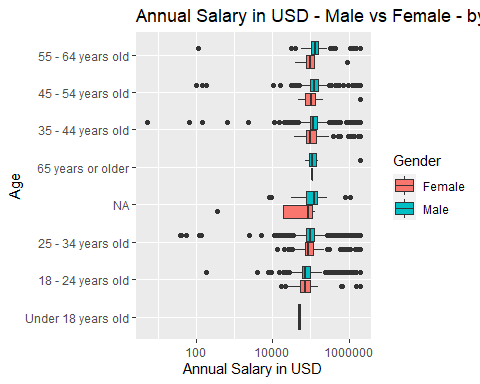 Annual Salary in USD - Male vs Female - by
55 - 64 years old
45 - 54 years old
35 - 44 years old
65 years or older
NA
25 - 34 years old
18 - 24 years old
Under 18 years old
Age
100
10000
1000000
Annual Salary in USD
Gender
Female
Male